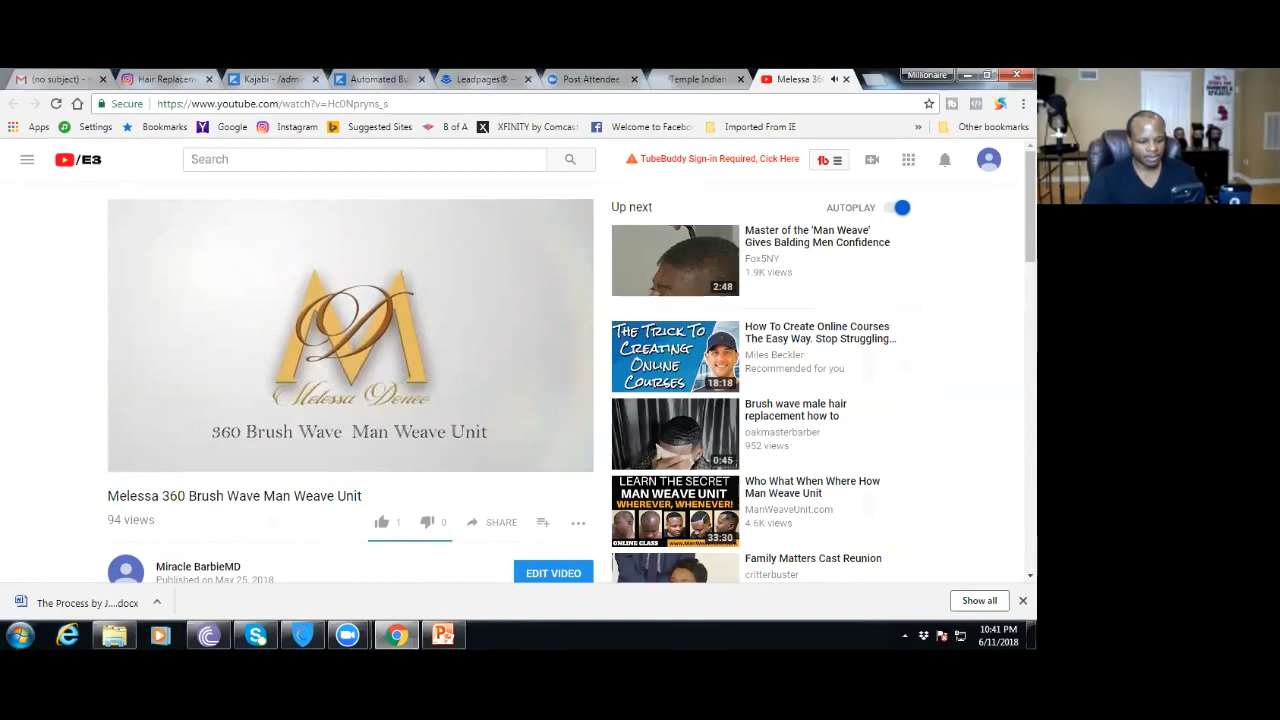 (no subject) -
Hair Replacem
Kajabi - /admin
Automated Bu
Leadpages® –
Post Attendee
Temple Indian
Melessa 36
Millionaire
Secure
https://www.youtube.com/watch?v=Hc0Npryns_s
Apps
Settings
Bookmarks
Google
Instagram
Suggested Sites
B of A
XFINITY by Comcast
Welcome to Facebo
Imported From IE
»
Other bookmarks
/E3
Search
TubeBuddy Sign-in Required, Cick Here
tb
MD
Melessa Denee
360 Brush Wave Man Weave Unit
Melessa 360 Brush Wave Man Weave Unit
94 views
1
0
SHARE
Miracle BarbieMD
Published on May 25, 2018
EDIT VIDEO
Up next
AUTOPLAY
2:48
Master of the 'Man Weave'
Gives Balding Men Confidence
Fox5NY
1.9K views
THE TRICK TO
CREATING
ONLINE
COURSES
18:18
How To Create Online Courses
The Easy Way. Stop Struggling...
Miles Beckler
Recommended for you
0:45
Brush wave male hair
replacement how to
oakmasterbarber
952 views
LEARN THE SECRET
MAN WEAVE UNIT
WHEREVER, WHENEVER!
ONLINE CLASS
33:30
Who What When Where How
Man Weave Unit
ManWeaveUnit.com
4.6K views
Family Matters Cast Reunion
critterbuster
The Process by J....docx
Show all
10:41 PM
6/11/2018